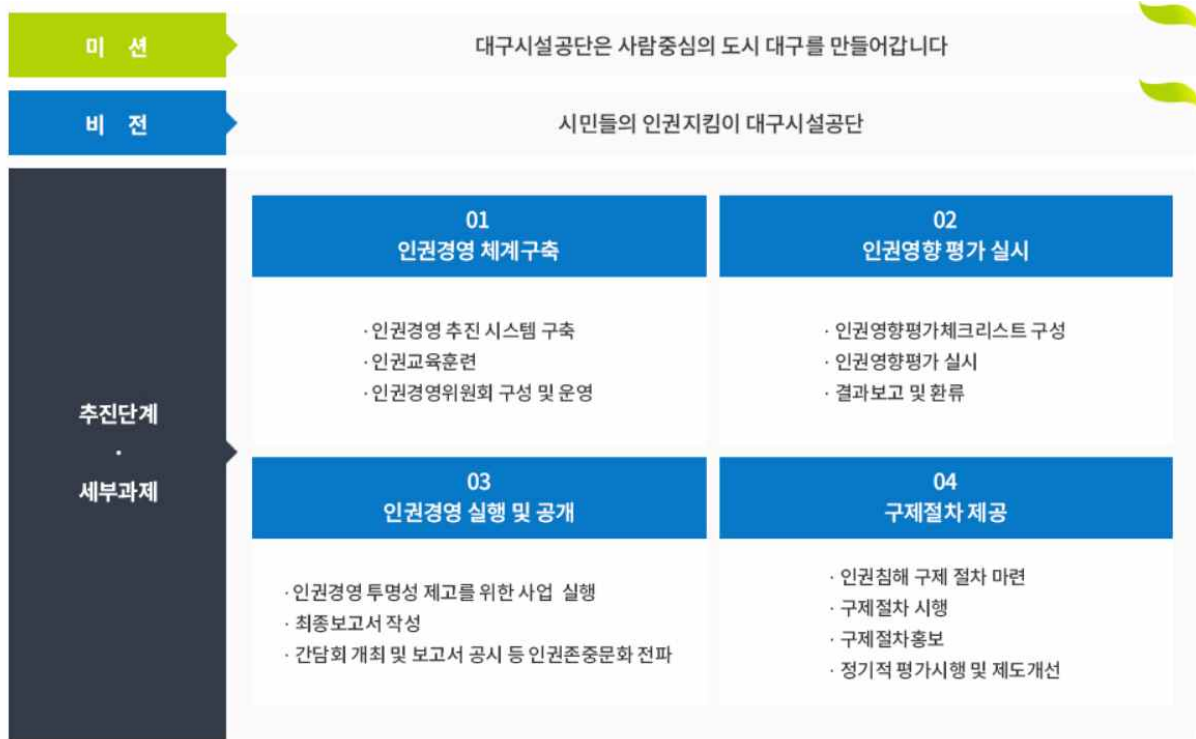 미 션
대구시설공단은 사람중심의 도시 대구를 만들어갑니다
비 전
시민들의 인권지킴이 대구시설공단
추진단계
·
세부과제
01
인권경영 체계구축
· 인권경영 추진 시스템 구축
· 인권교육훈련
· 인권경영위원회 구성 및 운영
02
인권영향 평가 실시
· 인권영향평가체크리스트 구성
· 인권영향평가 실시
· 결과보고 및 환류
03
인권경영 실행 및 공개
· 인권경영 투명성 제고를 위한 사업 실행
· 최종보고서 작성
· 간담회 개최 및 보고서 공시 등 인권존중문화 전파
04
구제절차 제공
· 인권침해 구제 절차 마련
· 구제절차 시행
· 구제절차홍보
· 정기적 평가시행 및 제도개선